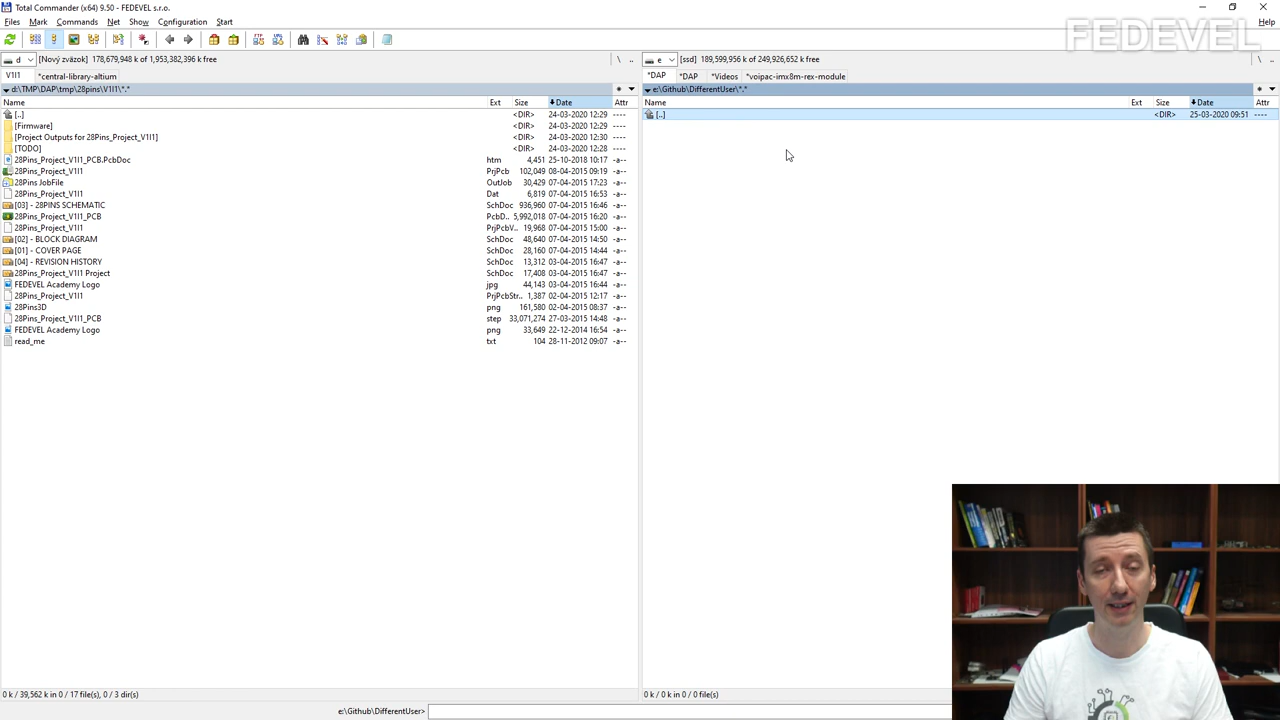 Total Commander (x64) 9.50 - FEDEVEL s.r.o.
Files Mark Commands Net Show Configuration Start Help
FEDEVEL
d [Nový zväzok] 178,679,948 k of 1,953,382,396 k free \ ..
e [ssd] 189,599,956 k of 249,926,652 k free \ ..
V1I1 *central-library-altium
*DAP *DAP *Videos *voipac-imx8m-rex-module
d:\TMP\DAP\tmp\28pins\V1I1\*.*
e:\Github\DifferentUser\*.*
Name Ext Size Date Attr
[..] <DIR> 24-03-2020 12:29 ----
[Firmware] <DIR> 24-03-2020 12:29 ----
[Project Outputs for 28Pins_Project_V1I1] <DIR> 24-03-2020 12:30 ----
[TODO] <DIR> 24-03-2020 12:28 ----
28Pins_Project_V1I1_PCB.PcbDoc htm 4,451 25-10-2018 10:17 -a--
28Pins_Project_V1I1 PrjPcb 102,049 08-04-2015 09:19 -a--
28Pins JobFile OutJob 30,429 07-04-2015 17:23 -a--
28Pins_Project_V1I1 Dat 6,819 07-04-2015 16:53 -a--
[03] - 28PINS SCHEMATIC SchDoc 936,960 07-04-2015 16:46 -a--
28Pins_Project_V1I1_PCB PcbD.. 5,992,018 07-04-2015 16:20 -a--
28Pins_Project_V1I1 PrjPcbV.. 19,968 07-04-2015 15:00 -a--
[02] - BLOCK DIAGRAM SchDoc 48,640 07-04-2015 14:50 -a--
[01] - COVER PAGE SchDoc 28,160 07-04-2015 14:44 -a--
[04] - REVISION HISTORY SchDoc 13,312 03-04-2015 16:47 -a--
28Pins_Project_V1I1 Project SchDoc 17,408 03-04-2015 16:47 -a--
FEDEVEL Academy Logo jpg 44,143 03-04-2015 16:44 -a--
28Pins_Project_V1I1 PrjPcbStr.. 1,387 02-04-2015 12:17 -a--
28Pins3D png 161,580 02-04-2015 08:37 -a--
28Pins_Project_V1I1_PCB step 33,071,274 27-03-2015 14:48 -a--
FEDEVEL Academy Logo png 33,649 22-12-2014 16:54 -a--
read_me txt 104 28-11-2012 09:07 -a--
Name Ext Size Date Attr
[..] <DIR> 25-03-2020 09:51 ----
0 k / 39,562 k in 0 / 17 file(s), 0 / 3 dir(s)
0 k / 0 k in 0 / 0 file(s)
e:\Github\DifferentUser>